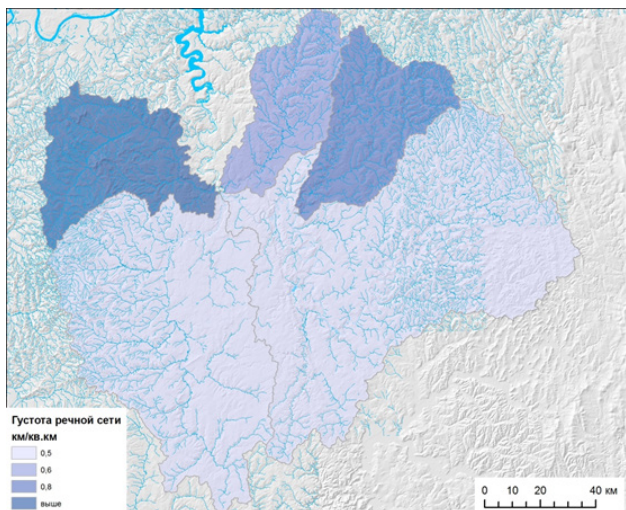 Густота речной сети
км/кв.км
0,5
0,6
0,8
выше
0 10 20 40 км